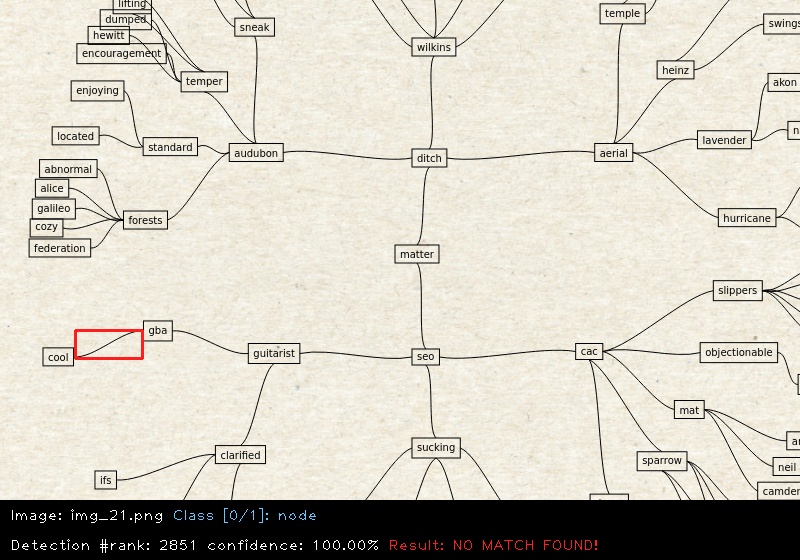 lifting
dumped
hewitt
encouragement
sneak
temple
wilkins
swings
heinz
temper
enjoying
akon
located
standard
audubon
ditch
aerial
lavender
n
abnormal
alice
galileo
cozy
federation
forests
hurricane
matter
slippers
gba
cool
guitarist
seo
cac
objectionable
mat
sucking
clarified
ifs
sparrow
neil
camden
Image: img_21.png Class [0/1]: node
Detection #rank: 2851 confidence: 100.00% Result: NO MATCH FOUND!